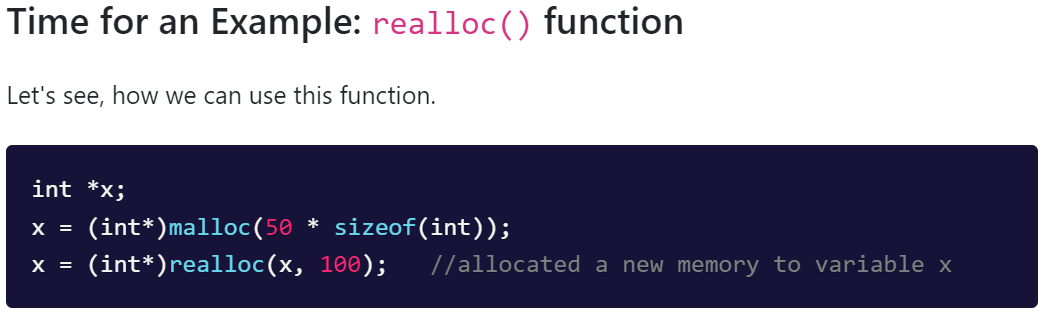 Time for an Example: realloc() function
Let's see, how we can use this function.
int *x;
x = (int*)malloc(50 * sizeof(int));
x = (int*)realloc(x, 100);   //allocated a new memory to variable x